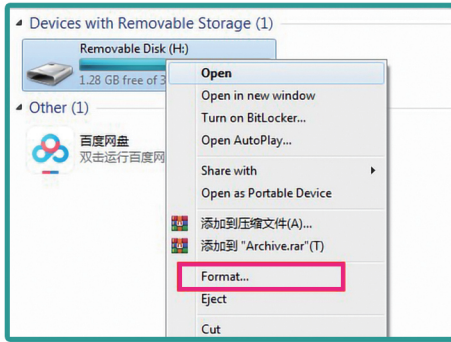 Devices with Removable Storage (1)
Removable Disk (H:)
1.28 GB free of 3
Other (1)
百度网盘
双击运行百度网
Open
Open in new window
Turn on BitLocker...
Open AutoPlay...
Share with
Open as Portable Device
添加到压缩文件(A)...
添加到 "Archive.rar"(T)
Format...
Eject
Cut